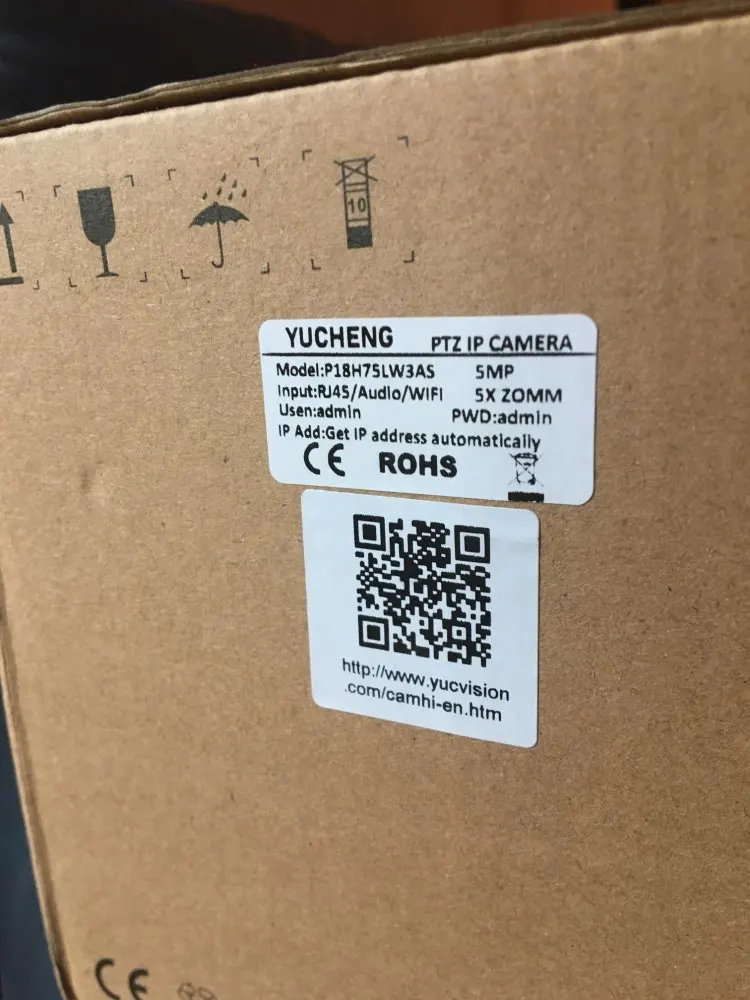 10
YUCHENG PTZ IP CAMERA
Model:P18H75LW3AS 5MP
Input:RJ45/Audio/WIFI 5X ZOMM
Usen:admin PWD:admin
IP Add:Get IP address automatically
CE ROHS
http://www.yucvision
.com/camhi-en.htm
CE